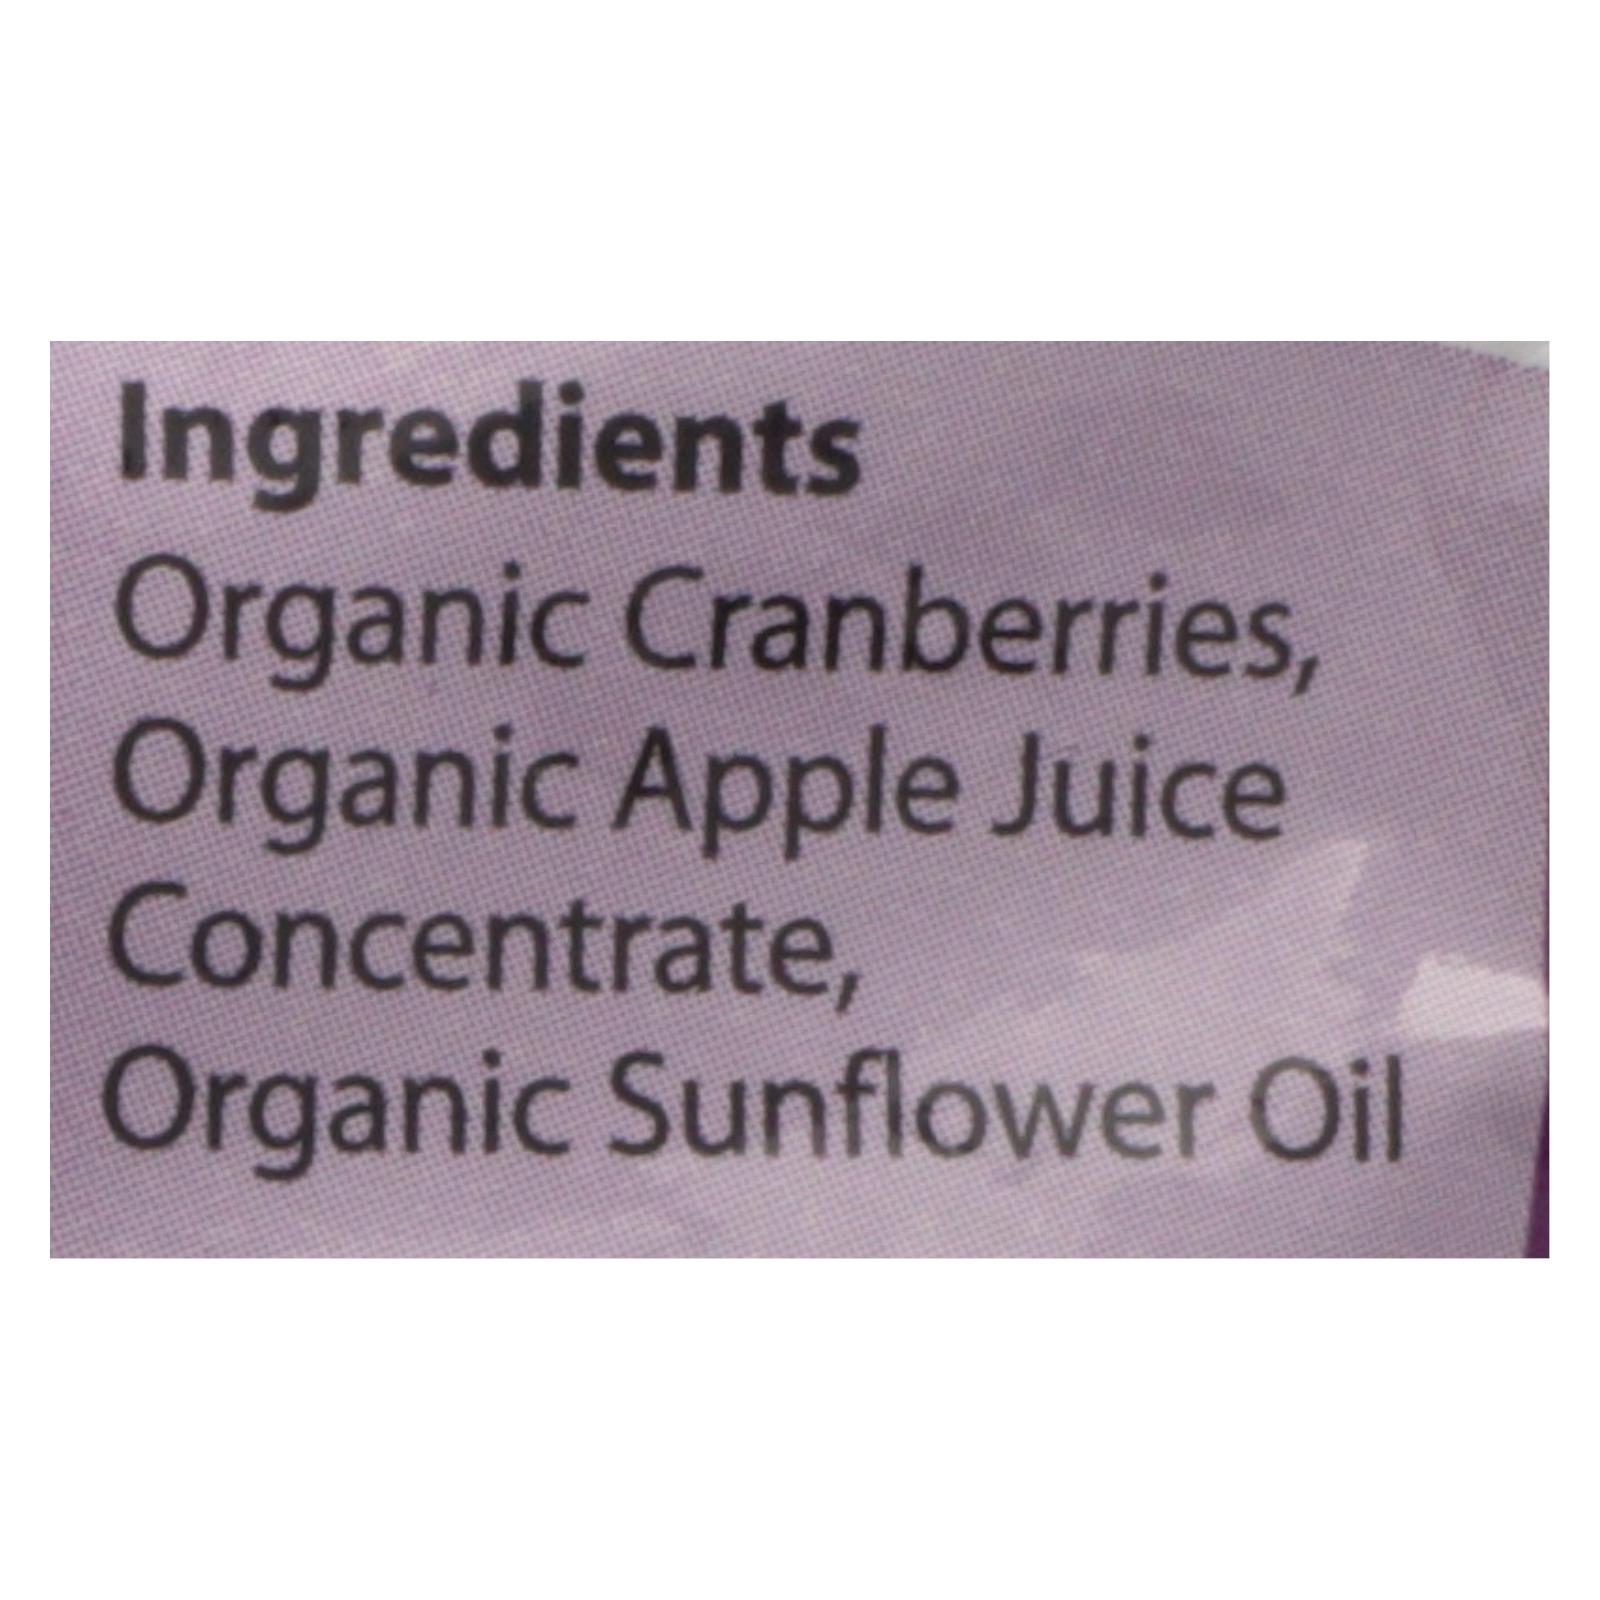 Ingredients
Organic Cranberries,
Organic Apple Juice
Concentrate,
Organic Sunflower Oil